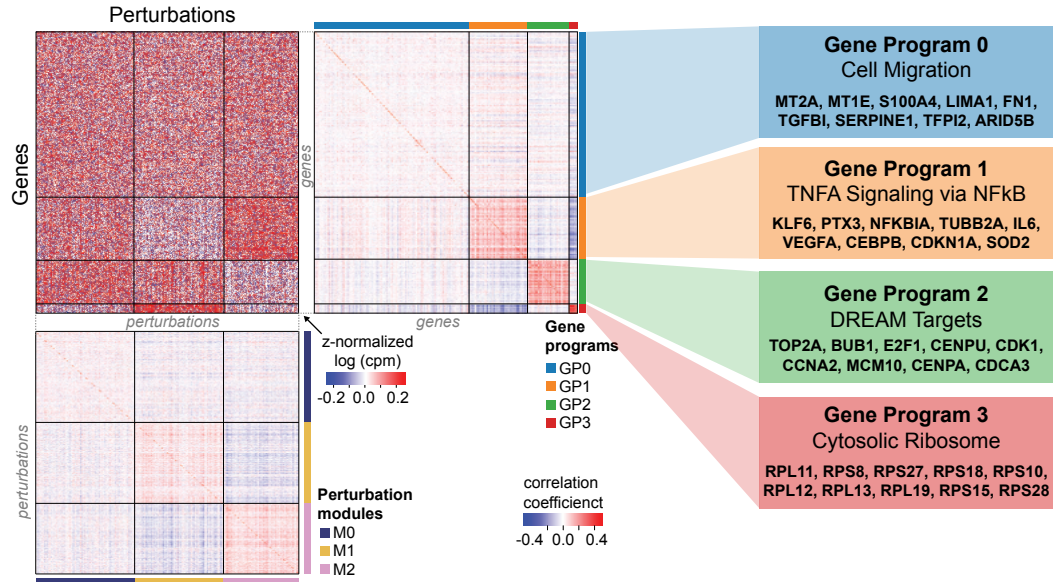 Perturbations
Genes
genes
perturbations
genes
z-normalized
log (cpm)
-0.2 0.0 0.2
perturbations
Perturbation
modules
M0
M1
M2
Gene
programs
GP0
GP1
GP2
GP3
correlation
coefficienct
-0.4 0.0 0.4
Gene Program 0
Cell Migration
MT2A, MT1E, S100A4, LIMA1, FN1,
TGFBI, SERPINE1, TFPI2, ARID5B
Gene Program 1
TNFA Signaling via NFkB
KLF6, PTX3, NFKBIA, TUBB2A, IL6,
VEGFA, CEBPB, CDKN1A, SOD2
Gene Program 2
DREAM Targets
TOP2A, BUB1, E2F1, CENPU, CDK1,
CCNA2, MCM10, CENPA, CDCA3
Gene Program 3
Cytosolic Ribosome
RPL11, RPS8, RPS27, RPS18, RPS10,
RPL12, RPL13, RPL19, RPS15, RPS28